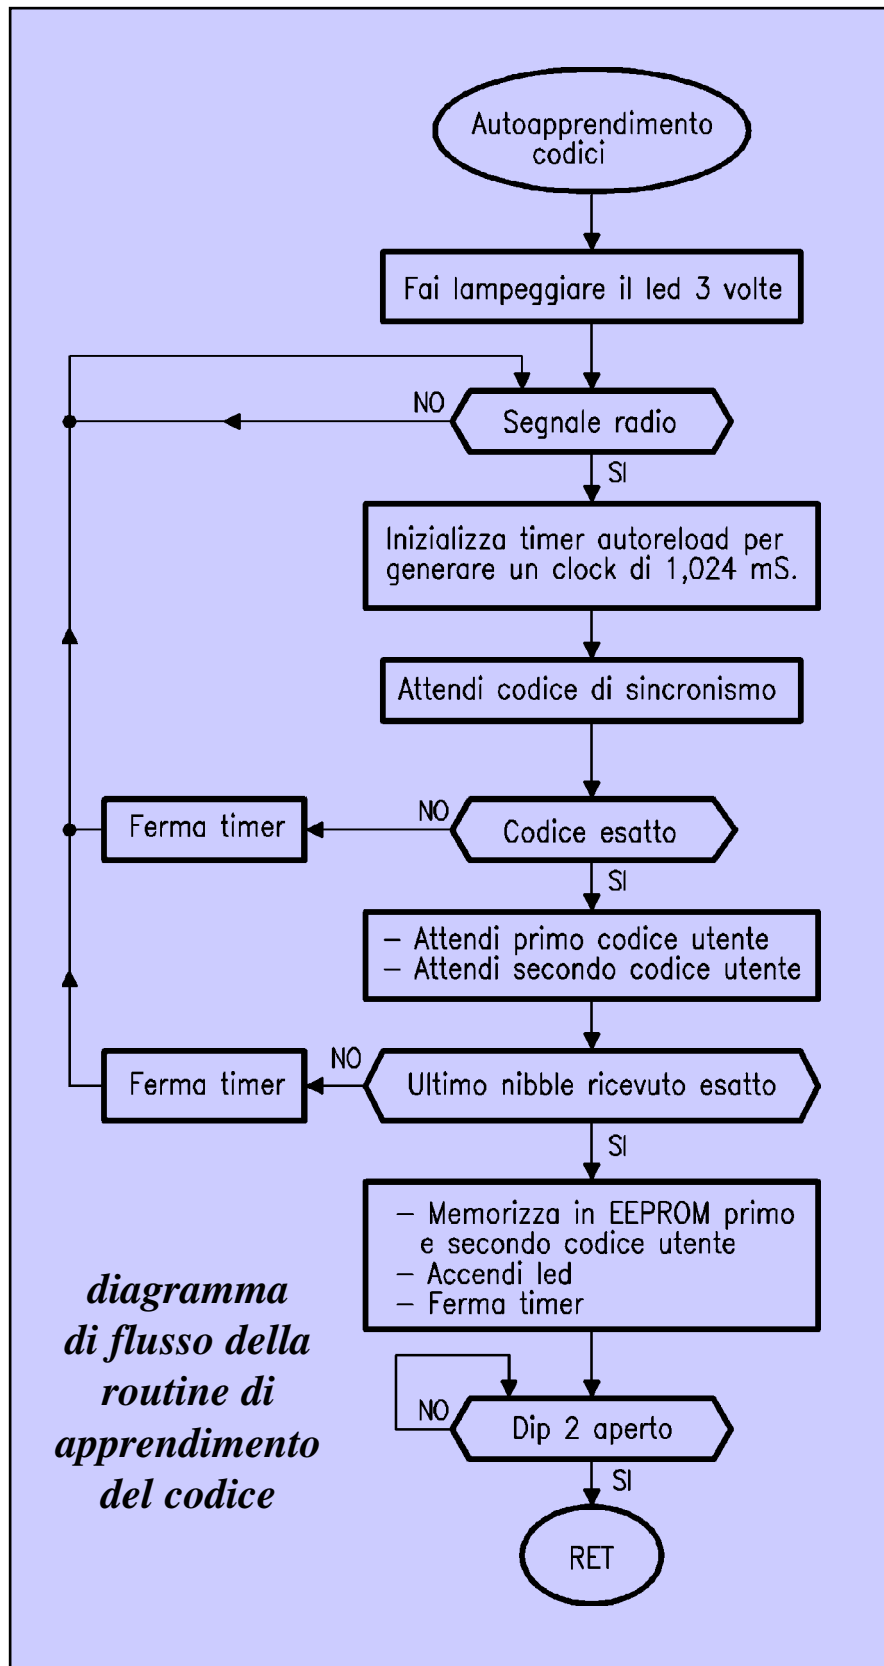 Autoapprendimento
codici
Fai lampeggiare il led 3 volte
NO
Segnale radio
SI
Inizializza timer autoreload per
generare un clock di 1,024 mS.
Attendi codice di sincronismo
Ferma timer
NO
Codice esatto
SI
– Attendi primo codice utente
– Attendi secondo codice utente
Ferma timer
NO
Ultimo nibble ricevuto esatto
SI
– Memorizza in EEPROM primo
e secondo codice utente
– Accendi led
– Ferma timer
diagramma
di flusso della
routine di
apprendimento
del codice
NO
Dip 2 aperto
SI
RET